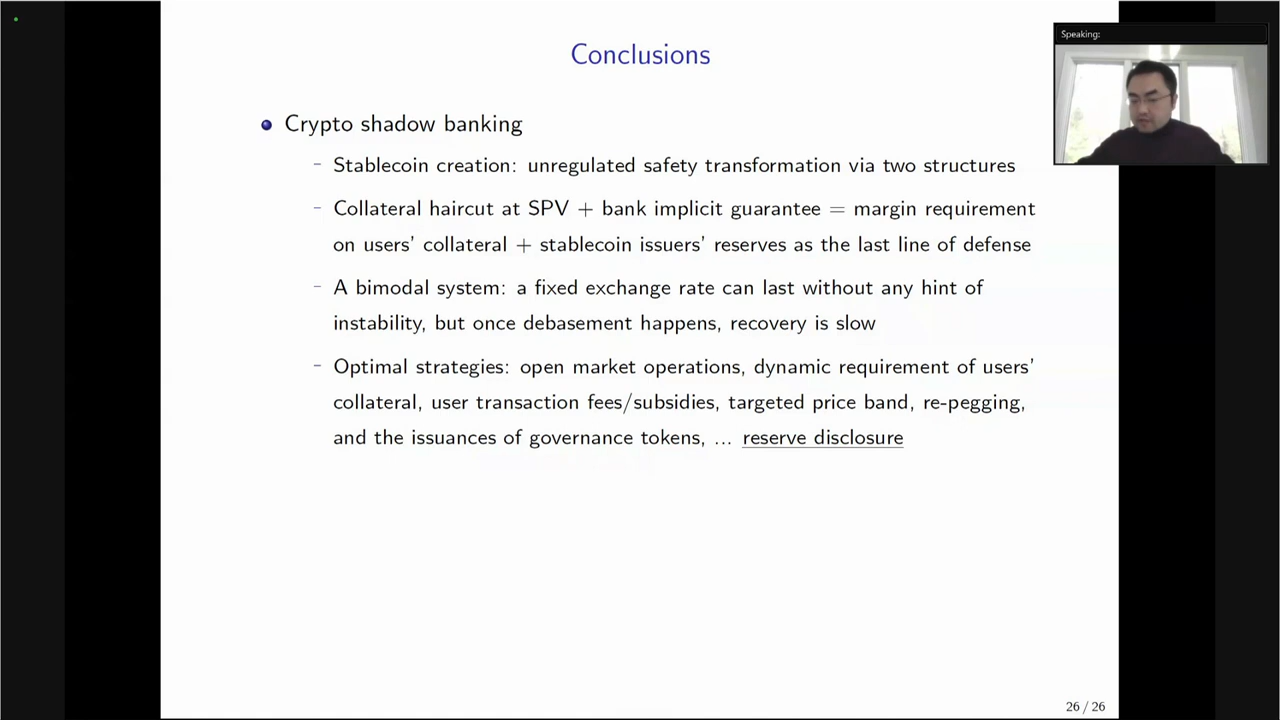 Conclusions
Speaking:
Crypto shadow banking
– Stablecoin creation: unregulated safety transformation via two structures
– Collateral haircut at SPV + bank implicit guarantee = margin requirement
on users’ collateral + stablecoin issuers’ reserves as the last line of defense
– A bimodal system: a fixed exchange rate can last without any hint of
instability, but once debasement happens, recovery is slow
– Optimal strategies: open market operations, dynamic requirement of users’
collateral, user transaction fees/subsidies, targeted price band, re-pegging,
and the issuances of governance tokens, ... reserve disclosure
26 / 26